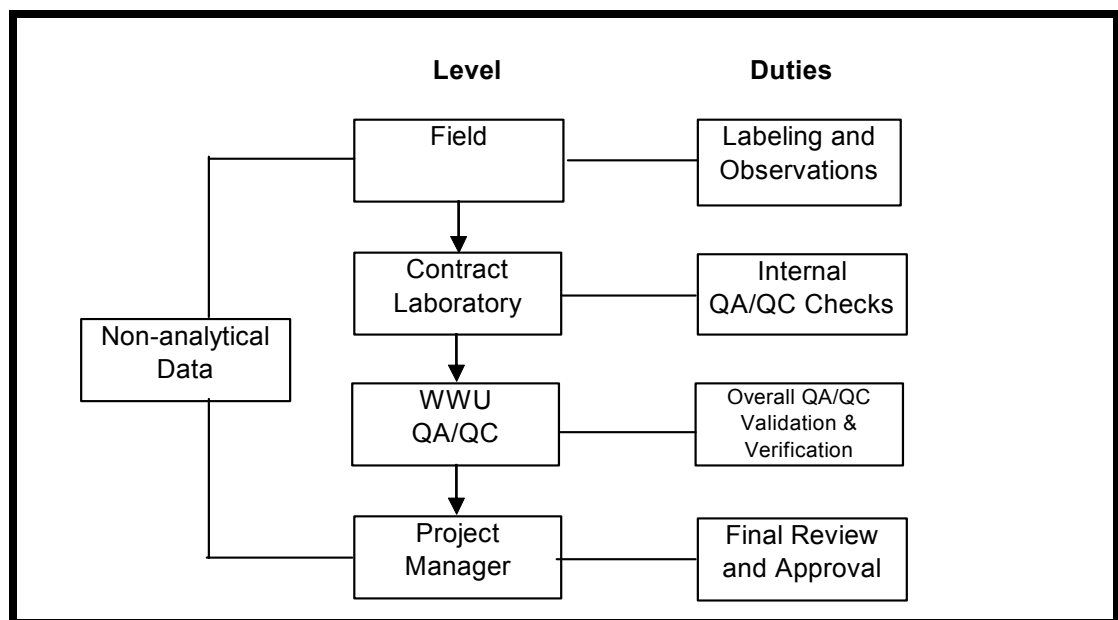 Level
Duties
Field
Labeling and
Observations
Contract
Laboratory
Internal
QA/QC Checks
Non-analytical
Data
WWU
QA/QC
Overall QA/QC
Validation &
Verification
Project
Manager
Final Review
and Approval